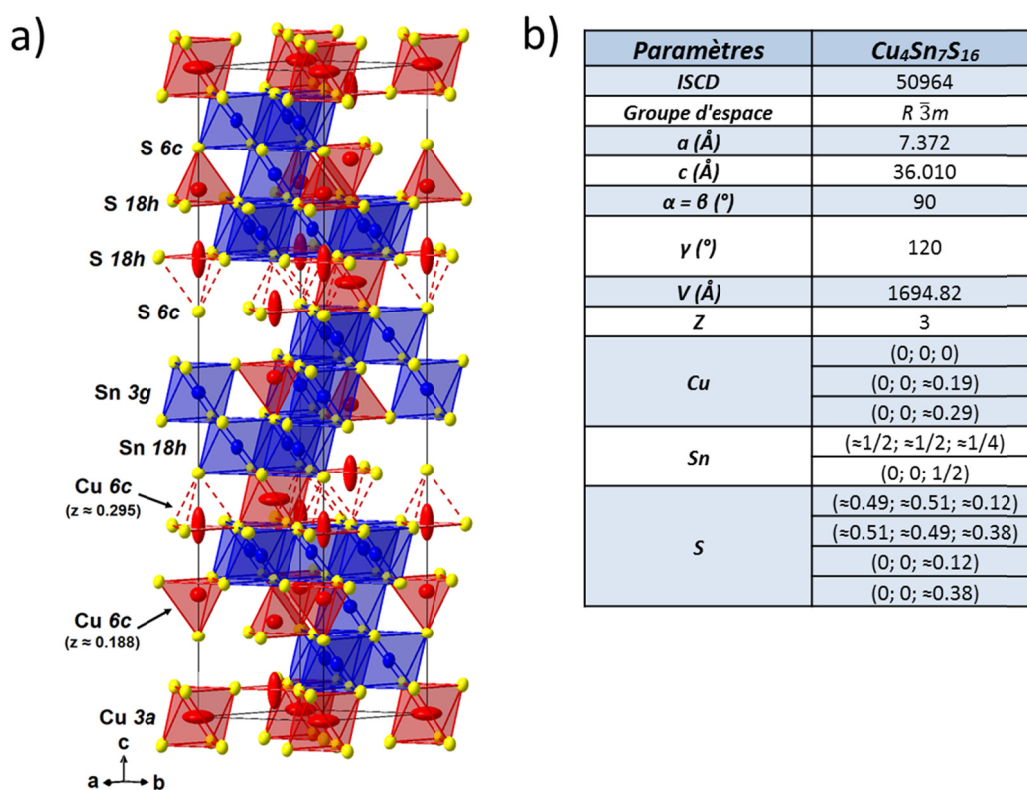 a)
S 6c
S 18h
S 18h
S 6c
Sn 3g
Sn 18h
Cu 6c
(z ≈ 0.295)
Cu 6c
(z ≈ 0.188)
Cu 3a
c
a b
b)
Paramètres Cu4Sn7S16
ISCD 50964
Groupe d'espace R 3̅m
a (Å) 7.372
c (Å) 36.010
α = β (°) 90
γ (°) 120
V (Å) 1694.82
Z 3
Cu (0; 0; 0)
(0; 0; ≈0.19)
(0; 0; ≈0.29)
Sn (≈1/2; ≈1/2; ≈1/4)
(0; 0; 1/2)
S (≈0.49; ≈0.51; ≈0.12)
(≈0.51; ≈0.49; ≈0.38)
(0; 0; ≈0.12)
(0; 0; ≈0.38)